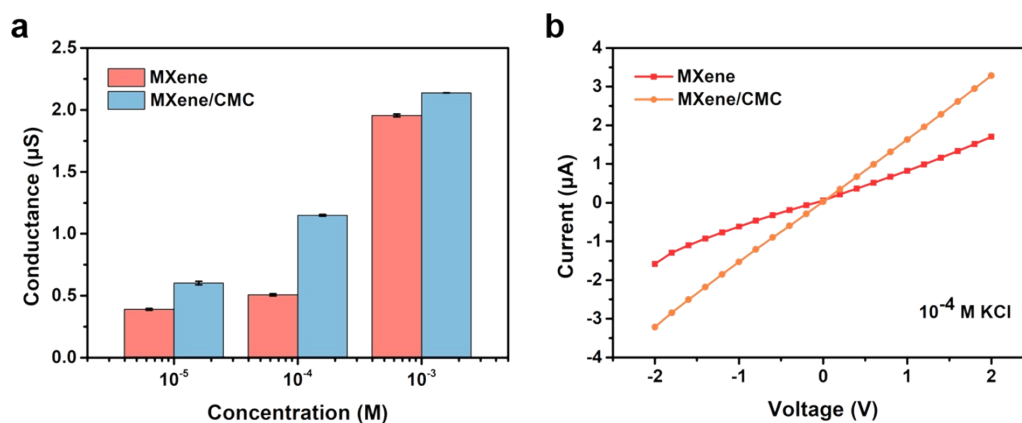 a
2.5
2.0
1.5
1.0
0.5
0.0
MXene
MXene/CMC
10-5
10-4
10-3
Conductance (μS)
Concentration (M)
b
4
3
2
1
0
-1
-2
-3
-4
MXene
MXene/CMC
10-4 M KCl
-2
-1
0
1
2
Current (μA)
Voltage (V)